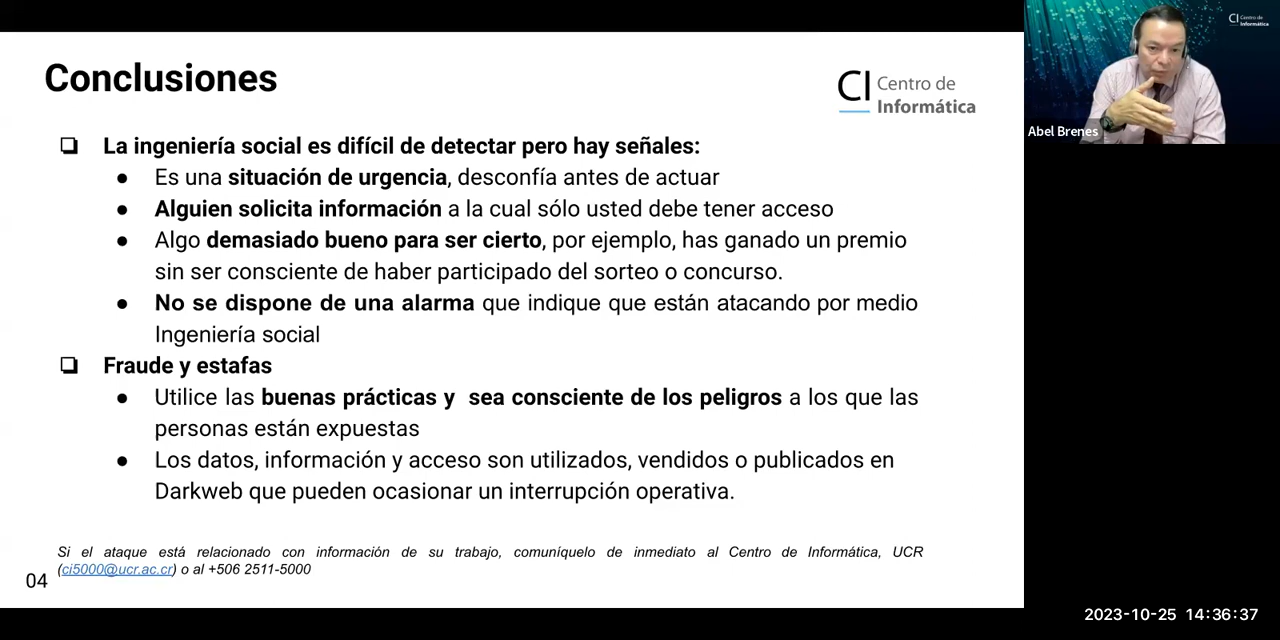 Conclusiones
CI Centro de
Informática
❏ La ingeniería social es difícil de detectar pero hay señales:
● Es una situación de urgencia, desconfía antes de actuar
● Alguien solicita información a la cual sólo usted debe tener acceso
● Algo demasiado bueno para ser cierto, por ejemplo, has ganado un premio
sin ser consciente de haber participado del sorteo o concurso.
● No se dispone de una alarma que indique que están atacando por medio
Ingeniería social
❏ Fraude y estafas
● Utilice las buenas prácticas y sea consciente de los peligros a los que las
personas están expuestas
● Los datos, información y acceso son utilizados, vendidos o publicados en
Darkweb que pueden ocasionar un interrupción operativa.
Si el ataque está relacionado con información de su trabajo, comuníquelo de inmediato al Centro de Informática, UCR
(ci5000@ucr.ac.cr) o al +506 2511-5000
04
CI Centro de
Informática
Abel Brenes
2023-10-25 14:36:37